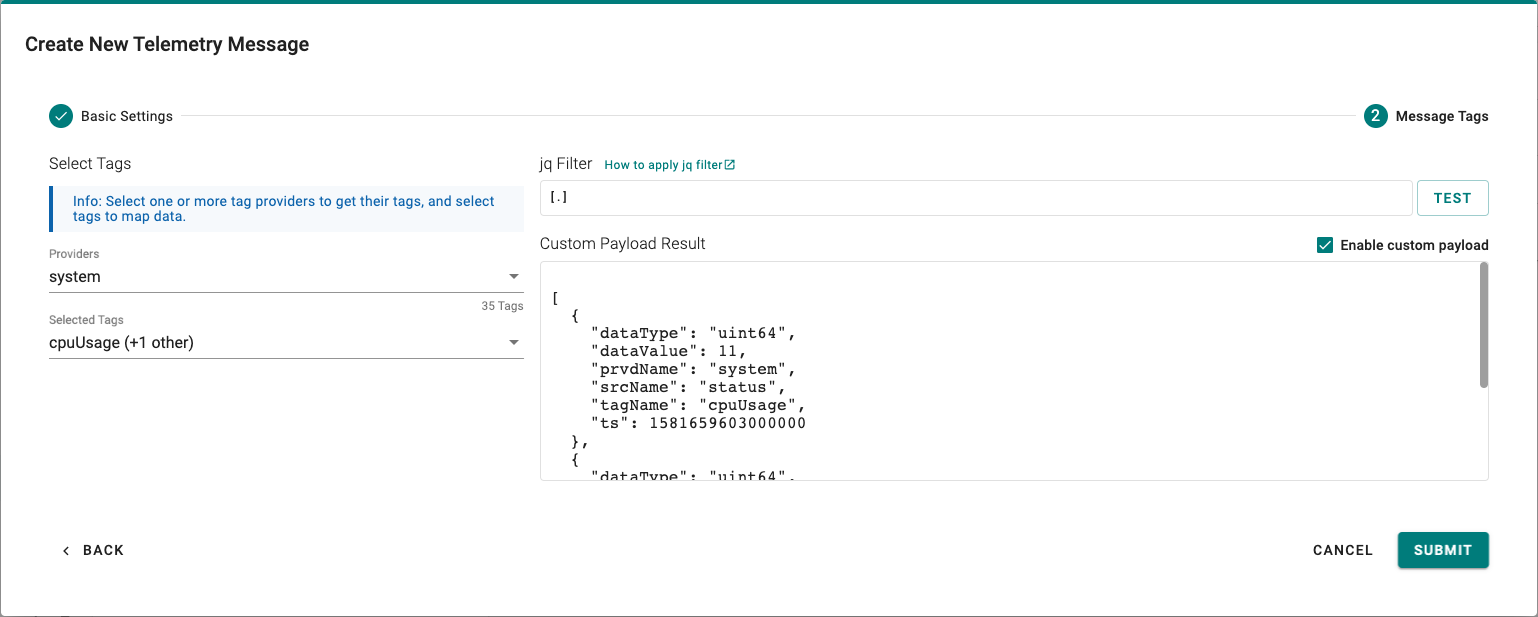 Create New Telemetry Message
Basic Settings
2 Message Tags
Select Tags
Info: Select one or more tag providers to get their tags, and select
tags to map data.
Providers
system
35 Tags
Selected Tags
cpuUsage (+1 other)
jq Filter How to apply jq filter
[.]
TEST
Custom Payload Result
Enable custom payload
[
{
"dataType": "uint64",
"dataValue": 11,
"prvdName": "system",
"srcName": "status",
"tagName": "cpuUsage",
"ts": 1581659603000000
},
{
"dataType": "uint64",
BACK
CANCEL
SUBMIT